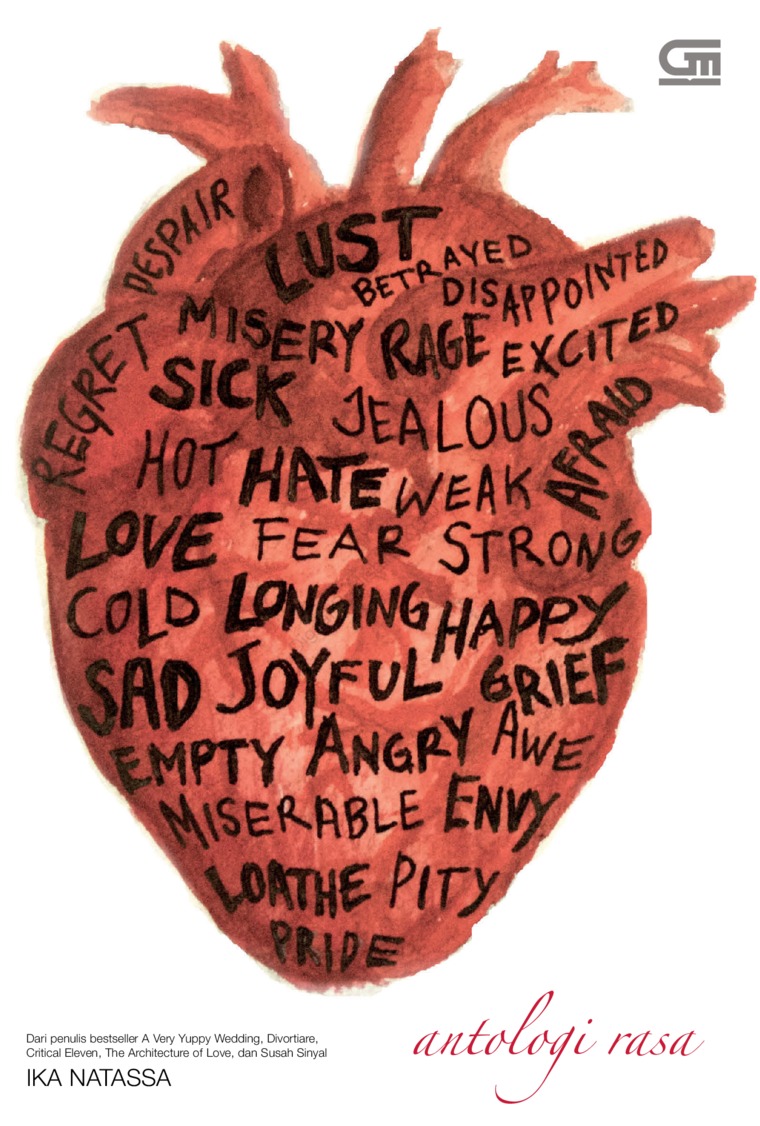 GM
DESPAIR
LUST
BETRAYED
DISAPPOINTED
REGRET
MISERY
RAGE
EXCITED
SICK
JEALOUS
AFRAID
HOT HATE WEAK
LOVE FEAR STRONG
COLD LONGING HAPPY
SAD JOYFUL GRIEF
EMPTY ANGRY AWE
MISERABLE ENVY
LOATHE PITY
PRIDE
antologi rasa
Dari penulis bestseller A Very Yuppy Wedding, Divortiare,
Critical Eleven, The Architecture of Love, dan Susah Sinyal
IKA NATASSA